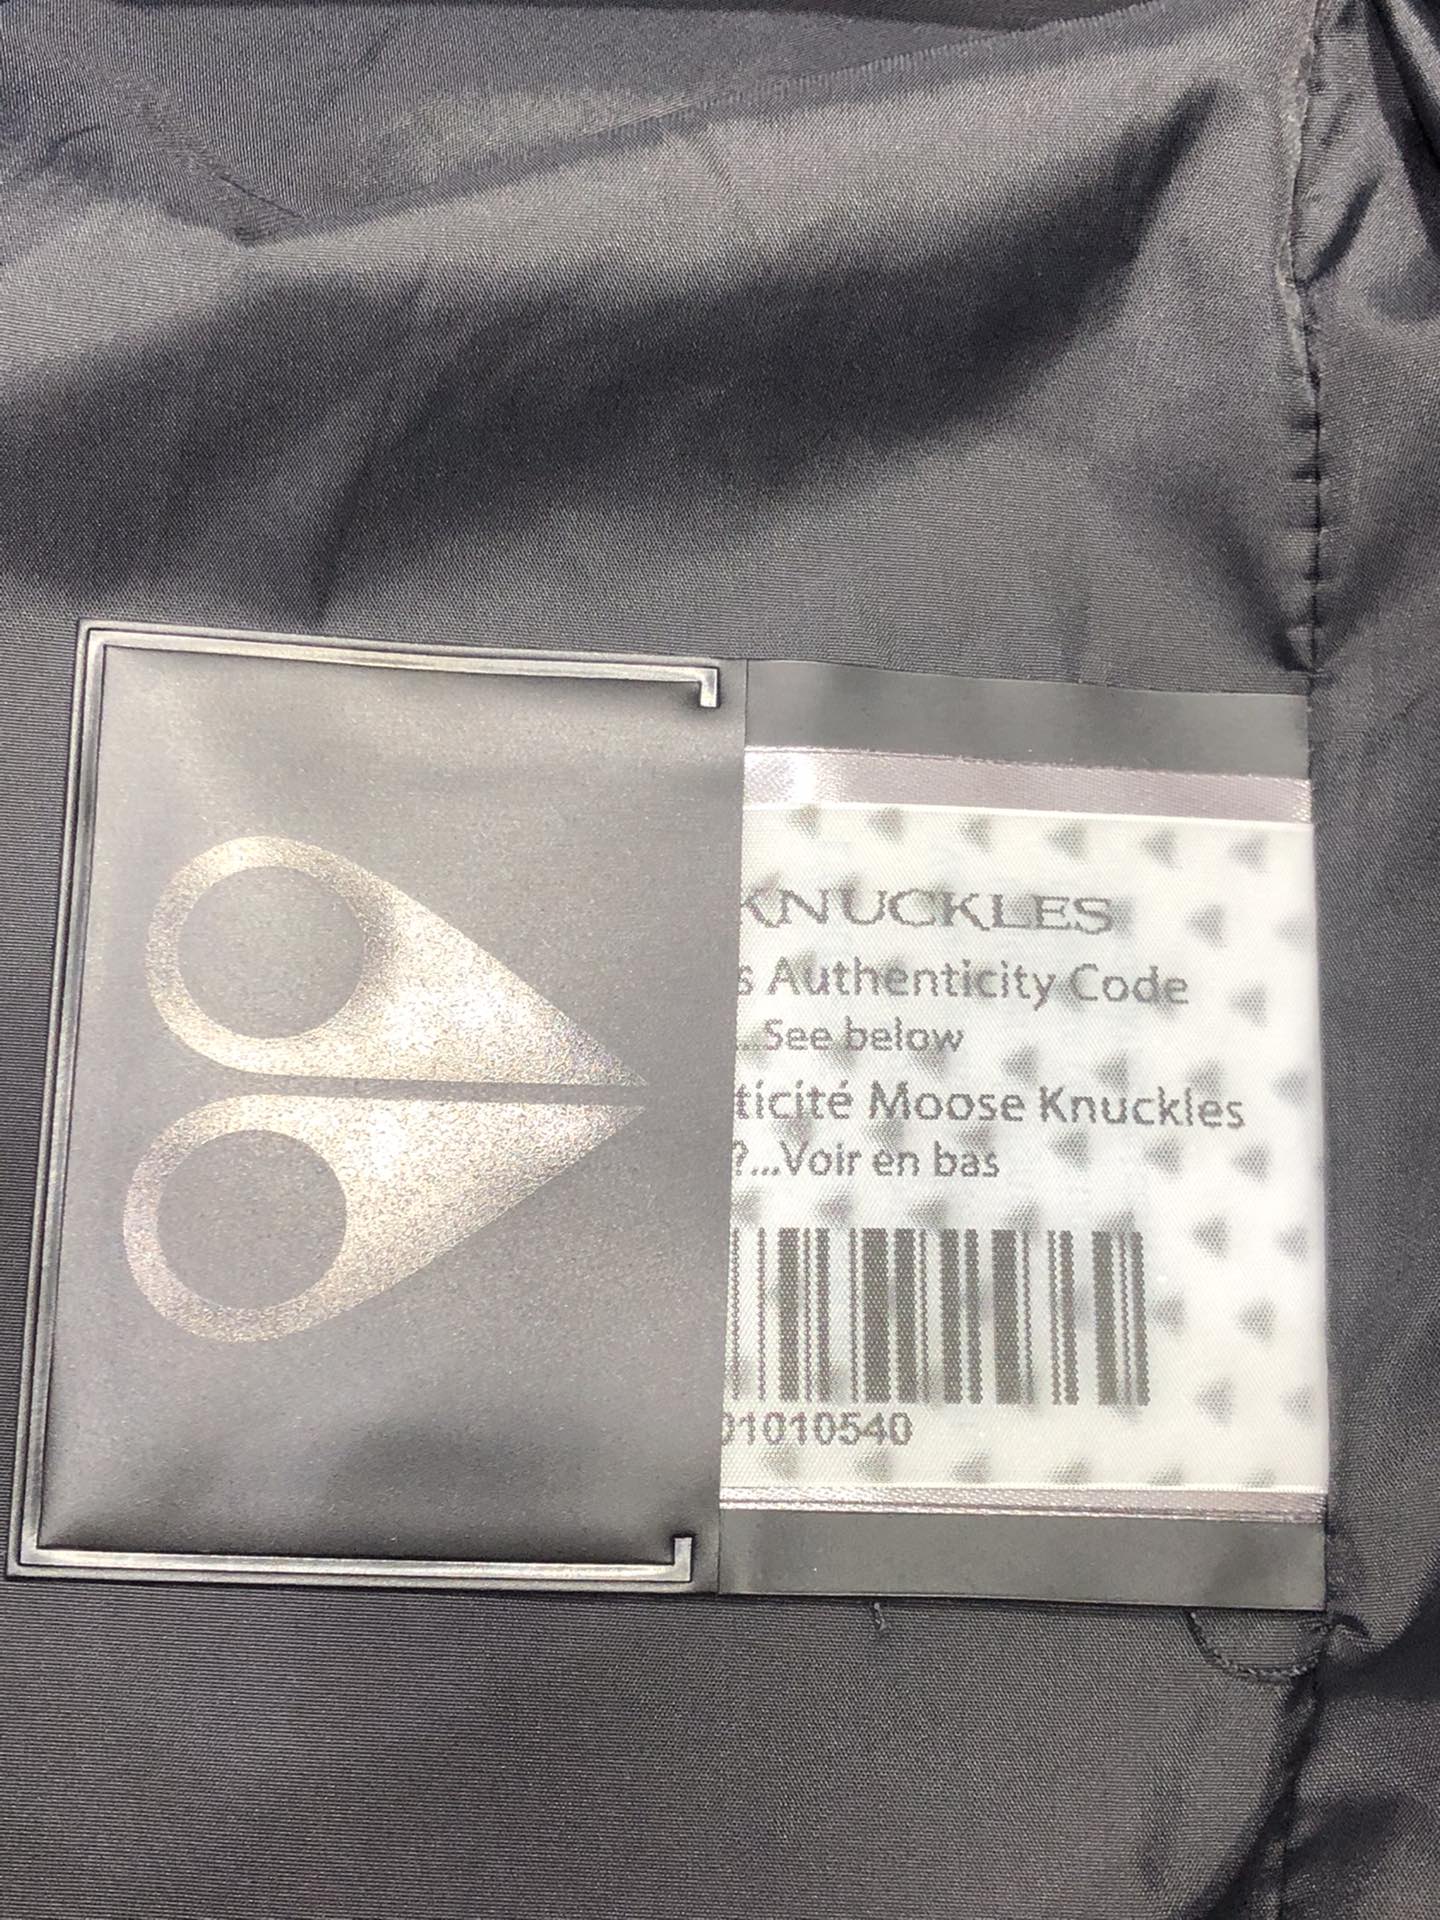 KNUCKLES
s Authenticity Code
...See below
ticité Moose Knuckles
?...Voir en bas
01010540